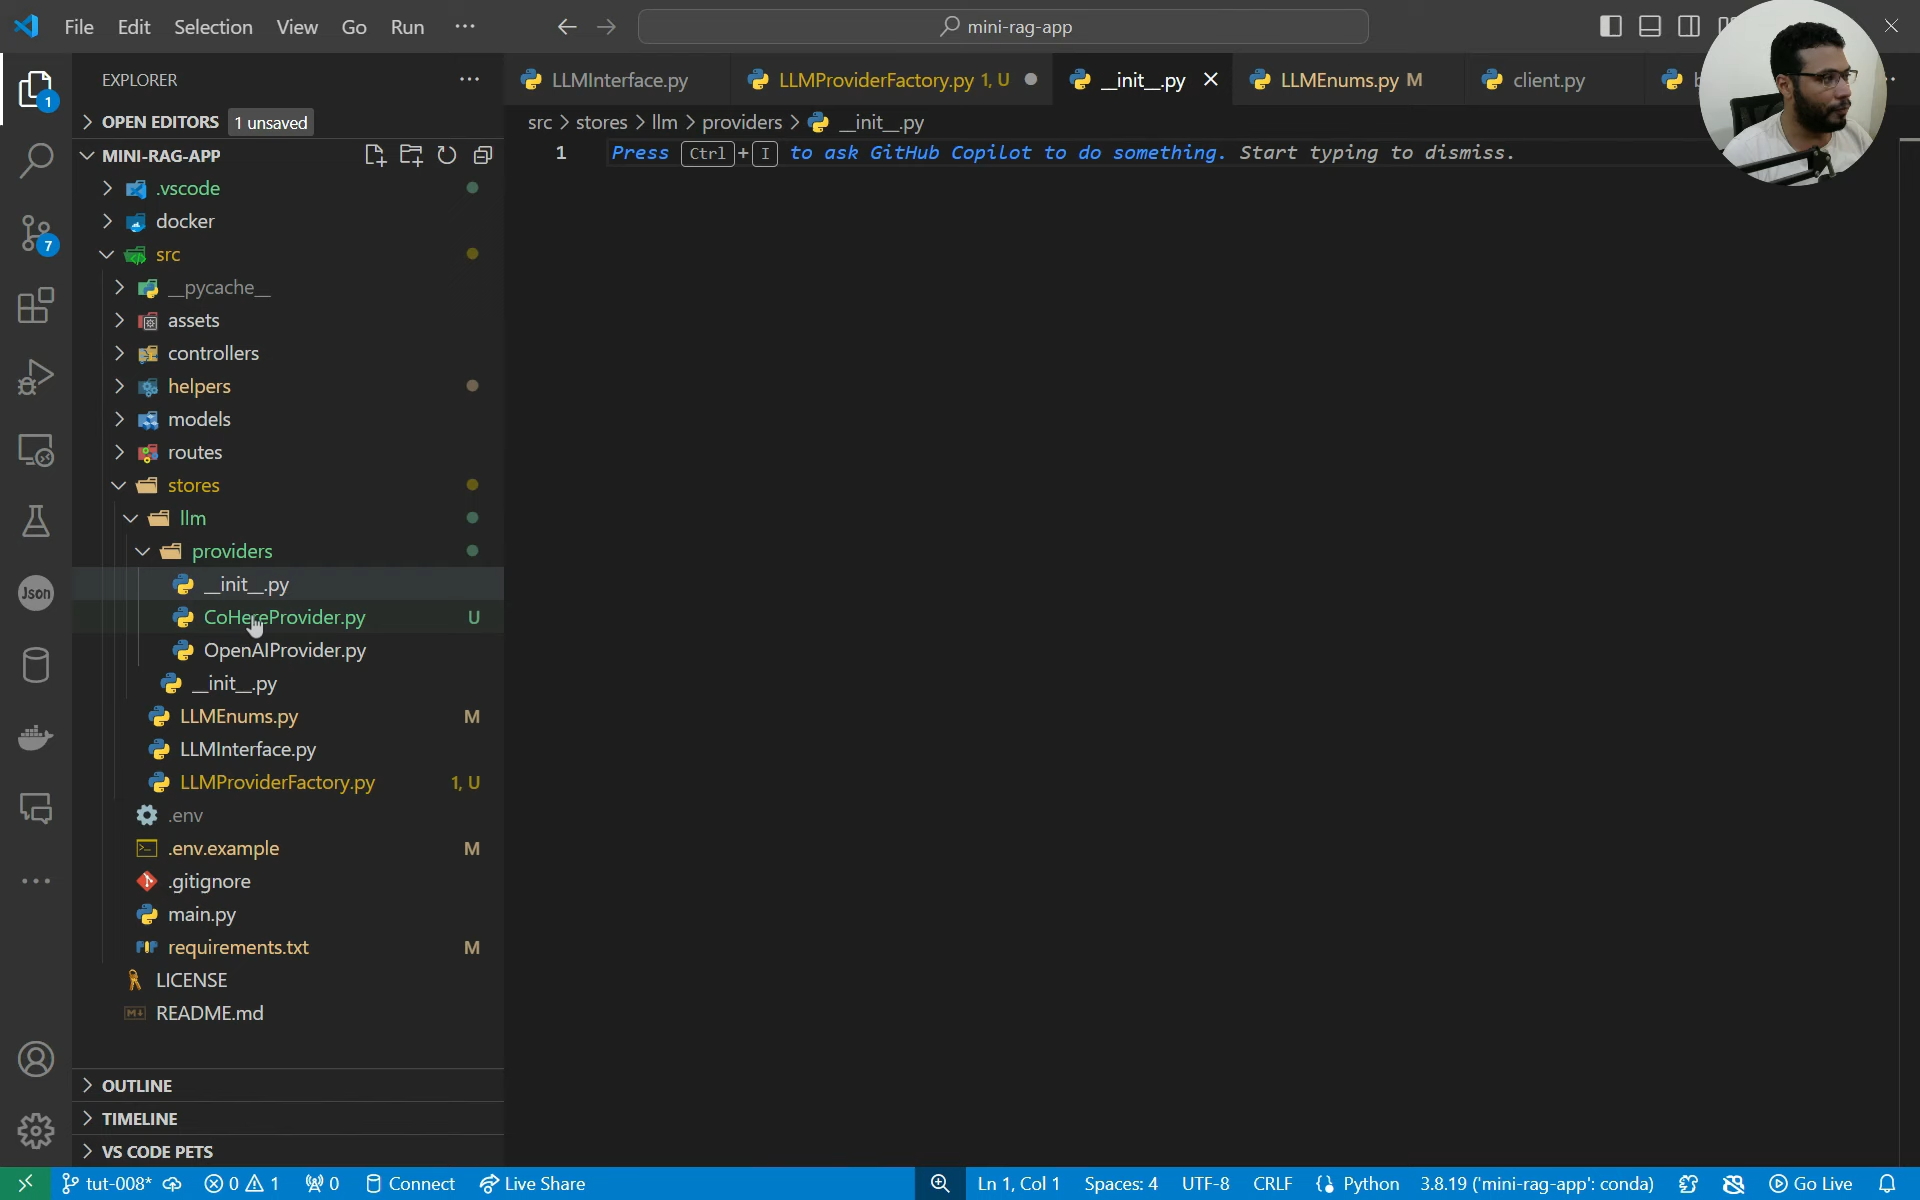 File Edit Selection View Go Run ··· mini-rag-app
EXPLORER
OPEN EDITORS 1 unsaved
MINI-RAG-APP
.vscode
docker
src
__pycache__
assets
controllers
helpers
models
routes
stores
llm
providers
__init__.py
CoHereProvider.py U
OpenAIProvider.py
__init__.py
LLMEnums.py M
LLMInterface.py
LLMProviderFactory.py 1, U
.env
.env.example M
.gitignore
main.py
requirements.txt M
LICENSE
README.md
OUTLINE
TIMELINE
VS CODE PETS
1
7
Json
LLMInterface.py LLMProviderFactory.py 1, U __init__.py LLMEnums.py M client.py
src > stores > llm > providers > __init__.py
1 Press Ctrl+I to ask GitHub Copilot to do something. Start typing to dismiss.
tut-008* 0 1 0 Connect Live Share Ln 1, Col 1 Spaces: 4 UTF-8 CRLF Python 3.8.19 ('mini-rag-app': conda) Go Live